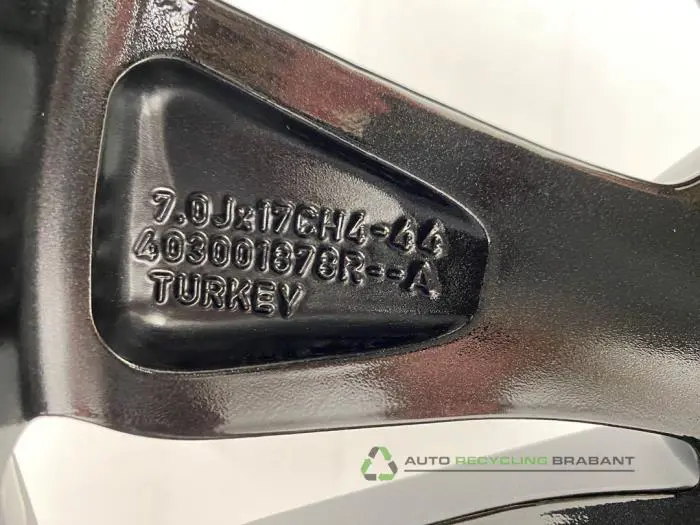 7.0Jx17CH4-44
403001878R--A
TURKEY
AUTO RECYCLING BRABANT